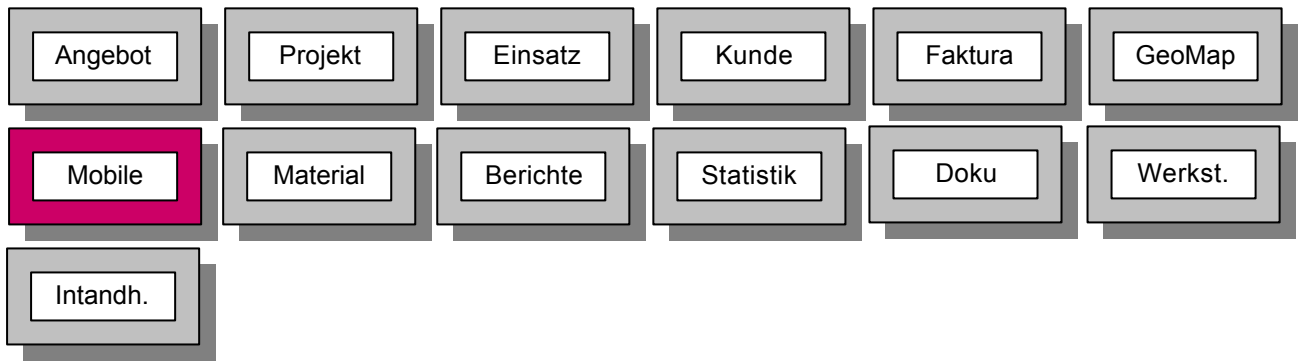 Angebot Projekt Einsatz Kunde Faktura GeoMap
Mobile Material Berichte Statistik Doku Werkst.
Intandh.